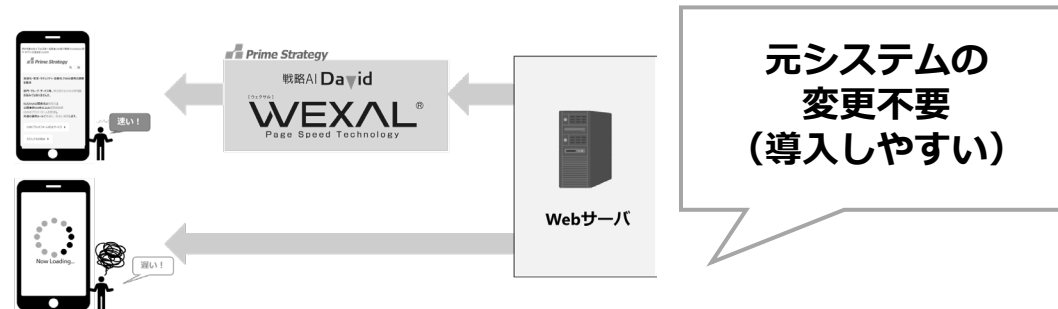 Prime Strategy
速い！
Prime Strategy
戦略AI David
[ウェクサル]
WEXAL®
Page Speed Technology
Webサーバ
元システムの
変更不要
（導入しやすい）
Now Loading...
遅い！